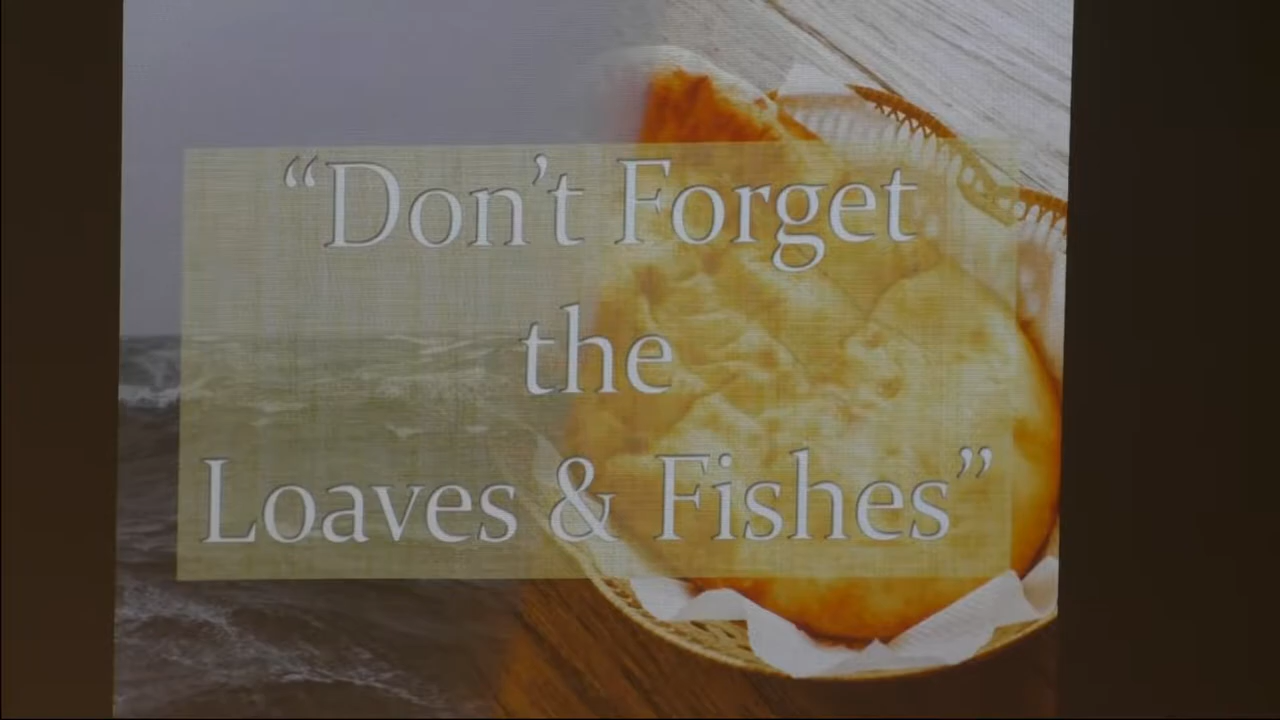 “Don’t Forget
the
Loaves & Fishes”